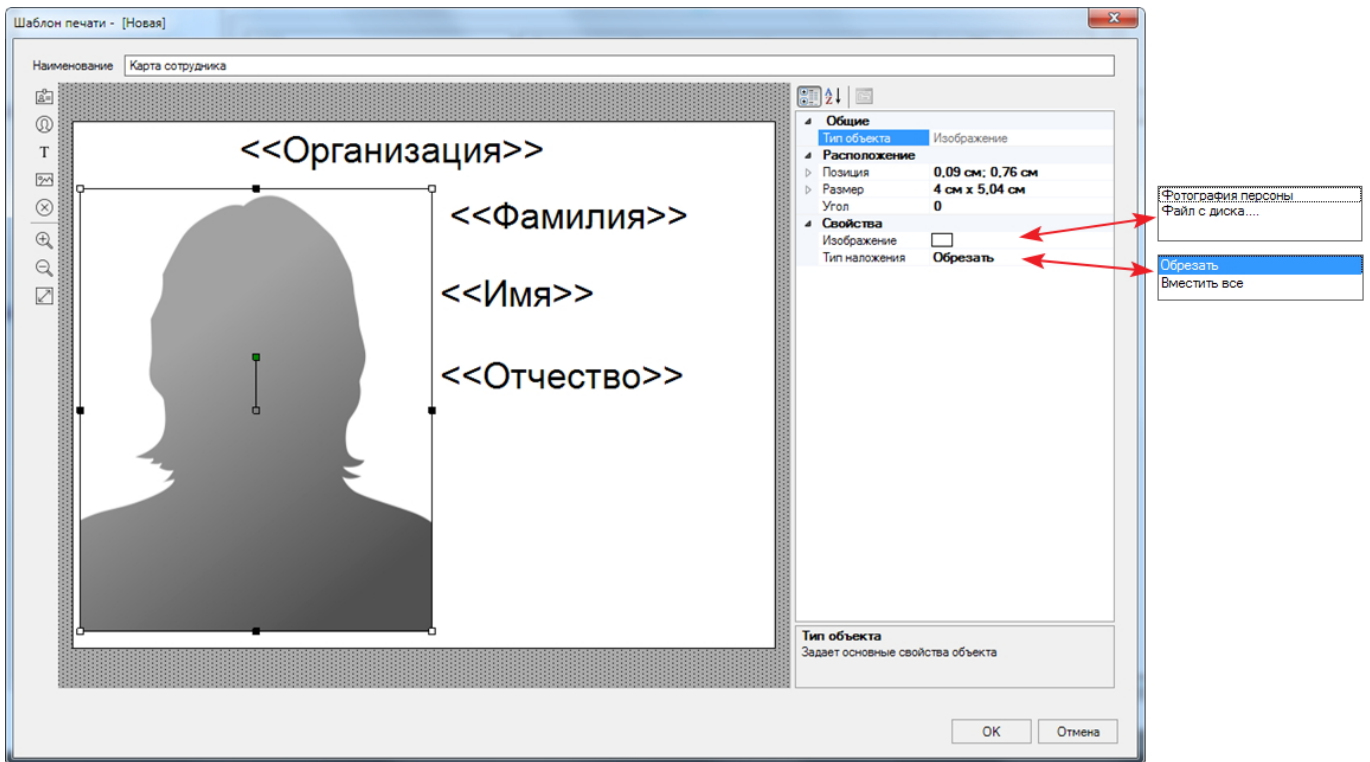 Шаблон печати -  [Новая]
Наименование  Карта сотрудника
<<Организация>>
<<Фамилия>>
<<Имя>>
<<Отчество>>
T
A
Z
Общие
Тип объекта  Изображение
Расположение
Позиция  0,09 см; 0,76 см
Размер  4 см x 5,04 см
Угол  0
Свойства
Изображение
Тип наложения  Обрезать
Тип объекта
Задает основные свойства объекта
OK  Отмена
Фотография персоны
Файл с диска....
Обрезать
Вместить все